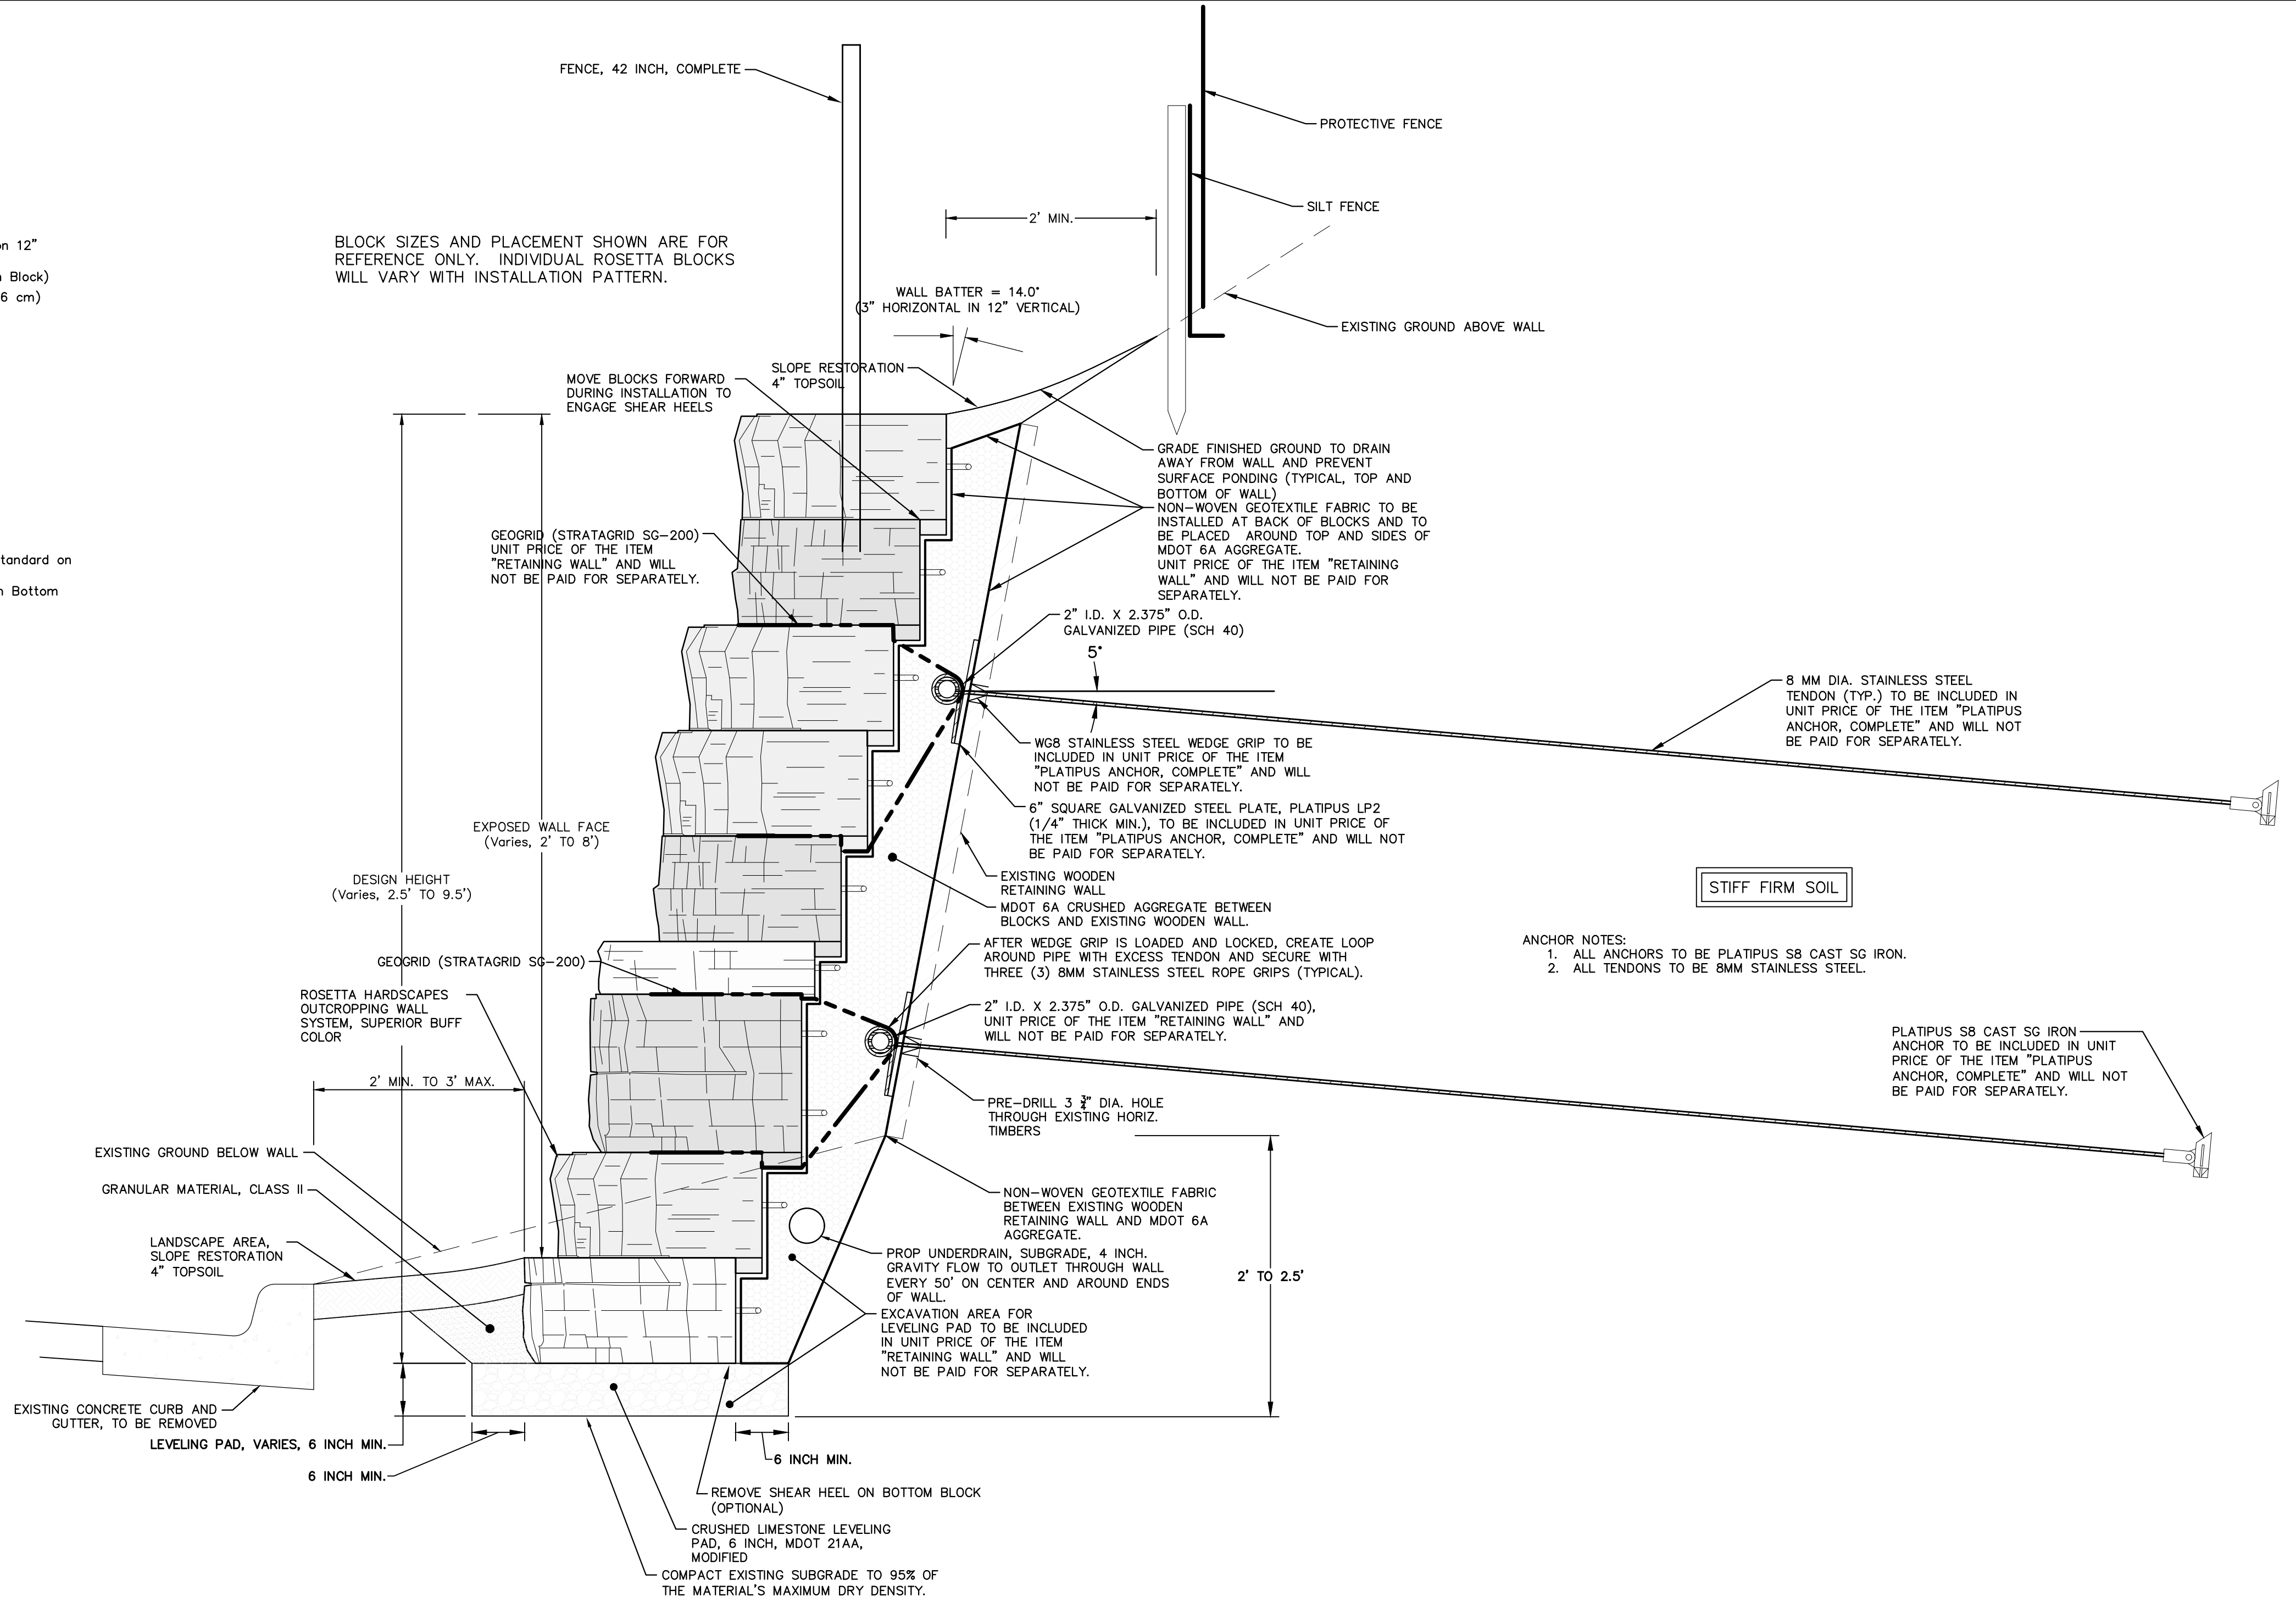 FENCE, 42 INCH, COMPLETE
PROTECTIVE FENCE
SILT FENCE
2' MIN.
on 12"
n Block)
6 cm)
BLOCK SIZES AND PLACEMENT SHOWN ARE FOR
REFERENCE ONLY. INDIVIDUAL ROSETTA BLOCKS
WILL VARY WITH INSTALLATION PATTERN.
WALL BATTER = 14.0°
(3" HORIZONTAL IN 12" VERTICAL)
EXISTING GROUND ABOVE WALL
MOVE BLOCKS FORWARD
DURING INSTALLATION TO
ENGAGE SHEAR HEELS
SLOPE RESTORATION
4" TOPSOIL
GRADE FINISHED GROUND TO DRAIN
AWAY FROM WALL AND PREVENT
SURFACE PONDING (TYPICAL, TOP AND
BOTTOM OF WALL)
NON-WOVEN GEOTEXTILE FABRIC TO BE
INSTALLED AT BACK OF BLOCKS AND TO
BE PLACED AROUND TOP AND SIDES OF
MDOT 6A AGGREGATE.
UNIT PRICE OF THE ITEM "RETAINING
WALL" AND WILL NOT BE PAID FOR
SEPARATELY.
GEOGRID (STRATAGRID SG-200)
UNIT PRICE OF THE ITEM
"RETAINING WALL" AND WILL
NOT BE PAID FOR SEPARATELY.
tandard on
n Bottom
2" I.D. X 2.375" O.D.
GALVANIZED PIPE (SCH 40)
5°
8 MM DIA. STAINLESS STEEL
TENDON (TYP.) TO BE INCLUDED IN
UNIT PRICE OF THE ITEM "PLATIPUS
ANCHOR, COMPLETE" AND WILL NOT
BE PAID FOR SEPARATELY.
WG8 STAINLESS STEEL WEDGE GRIP TO BE
INCLUDED IN UNIT PRICE OF THE ITEM
"PLATIPUS ANCHOR, COMPLETE" AND WILL
NOT BE PAID FOR SEPARATELY.
6" SQUARE GALVANIZED STEEL PLATE, PLATIPUS LP2
(1/4" THICK MIN.), TO BE INCLUDED IN UNIT PRICE OF
THE ITEM "PLATIPUS ANCHOR, COMPLETE" AND WILL NOT
BE PAID FOR SEPARATELY.
EXPOSED WALL FACE
(Varies, 2' TO 8')
DESIGN HEIGHT
(Varies, 2.5' TO 9.5')
EXISTING WOODEN
RETAINING WALL
MDOT 6A CRUSHED AGGREGATE BETWEEN
BLOCKS AND EXISTING WOODEN WALL.
STIFF FIRM SOIL
AFTER WEDGE GRIP IS LOADED AND LOCKED, CREATE LOOP
AROUND PIPE WITH EXCESS TENDON AND SECURE WITH
THREE (3) 8MM STAINLESS STEEL ROPE GRIPS (TYPICAL).
ANCHOR NOTES:
1. ALL ANCHORS TO BE PLATIPUS S8 CAST SG IRON.
2. ALL TENDONS TO BE 8MM STAINLESS STEEL.
GEOGRID (STRATAGRID SG-200)
ROSETTA HARDSCAPES
OUTCROPPING WALL
SYSTEM, SUPERIOR BUFF
COLOR
2" I.D. X 2.375" O.D. GALVANIZED PIPE (SCH 40),
UNIT PRICE OF THE ITEM "RETAINING WALL" AND
WILL NOT BE PAID FOR SEPARATELY.
PLATIPUS S8 CAST SG IRON
ANCHOR TO BE INCLUDED IN UNIT
PRICE OF THE ITEM "PLATIPUS
ANCHOR, COMPLETE" AND WILL NOT
BE PAID FOR SEPARATELY.
2' MIN. TO 3' MAX.
PRE-DRILL 3 ¾" DIA. HOLE
THROUGH EXISTING HORIZ.
TIMBERS
EXISTING GROUND BELOW WALL
GRANULAR MATERIAL, CLASS II
NON-WOVEN GEOTEXTILE FABRIC
BETWEEN EXISTING WOODEN
RETAINING WALL AND MDOT 6A
AGGREGATE.
LANDSCAPE AREA,
SLOPE RESTORATION
4" TOPSOIL
PROP UNDERDRAIN, SUBGRADE, 4 INCH.
GRAVITY FLOW TO OUTLET THROUGH WALL
EVERY 50' ON CENTER AND AROUND ENDS
OF WALL.
2' TO 2.5'
EXCAVATION AREA FOR
LEVELING PAD TO BE INCLUDED
IN UNIT PRICE OF THE ITEM
"RETAINING WALL" AND WILL
NOT BE PAID FOR SEPARATELY.
EXISTING CONCRETE CURB AND
GUTTER, TO BE REMOVED
LEVELING PAD, VARIES, 6 INCH MIN.
6 INCH MIN.
6 INCH MIN.
REMOVE SHEAR HEEL ON BOTTOM BLOCK
(OPTIONAL)
CRUSHED LIMESTONE LEVELING
PAD, 6 INCH, MDOT 21AA,
MODIFIED
COMPACT EXISTING SUBGRADE TO 95% OF
THE MATERIAL'S MAXIMUM DRY DENSITY.